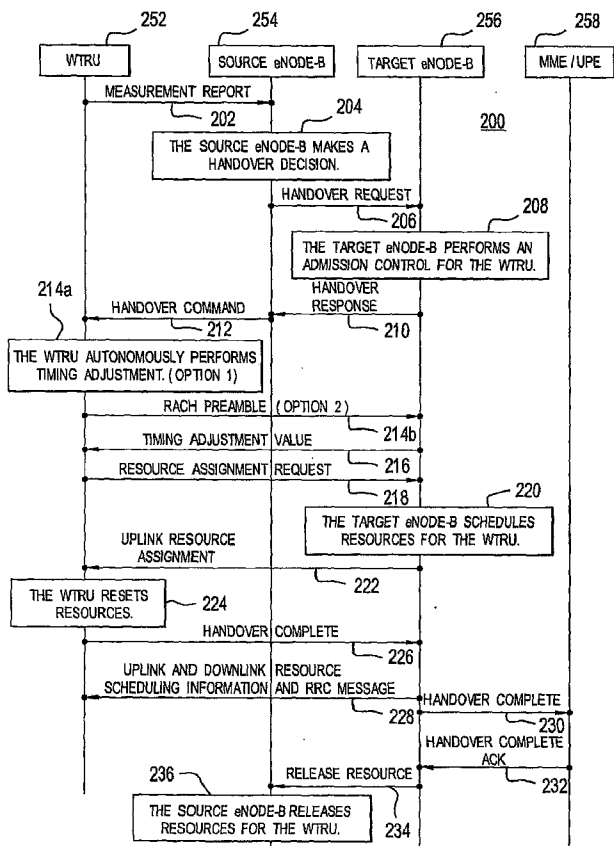 252
254
256
258
WTRU
SOURCE eNODE-B
TARGET eNODE-B
MME/UPE
MEASUREMENT REPORT
202
204
200
THE SOURCE eNODE-B MAKES A
HANDOVER DECISION.
HANDOVER REQUEST
206
208
THE TARGET eNODE-B PERFORMS AN
ADMISSION CONTROL FOR THE WTRU.
214a
HANDOVER COMMAND
212
HANDOVER
RESPONSE
210
THE WTRU AUTONOMOUSLY PERFORMS
TIMING ADJUSTMENT. (OPTION 1)
RACH PREAMBLE (OPTION 2)
214b
TIMING ADJUSTMENT VALUE
216
RESOURCE ASSIGNMENT REQUEST
218
220
THE TARGET eNODE-B SCHEDULES
RESOURCES FOR THE WTRU.
UPLINK RESOURCE
ASSIGNMENT
222
THE WTRU RESETS
RESOURCES.
224
HANDOVER COMPLETE
226
UPLINK AND DOWNLINK RESOURCE
SCHEDULING INFORMATION AND RRC MESSAGE
228
HANDOVER COMPLETE
230
HANDOVER COMPLETE
ACK
232
236
RELEASE RESOURCE
234
THE SOURCE eNODE-B RELEASES
RESOURCES FOR THE WTRU.